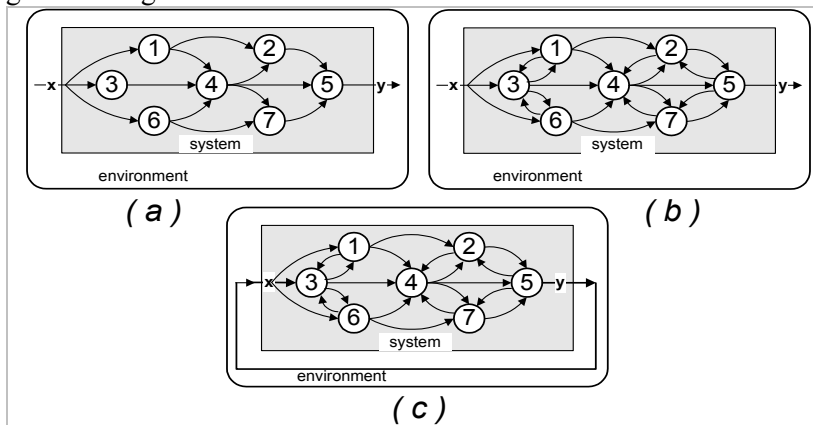 1 2
x 3 4 5 y
6 7
system
environment
( a )
1 2
x 3 4 5 y
6 7
system
environment
( b )
1 2
x 3 4 5 y
6 7
system
environment
( c )